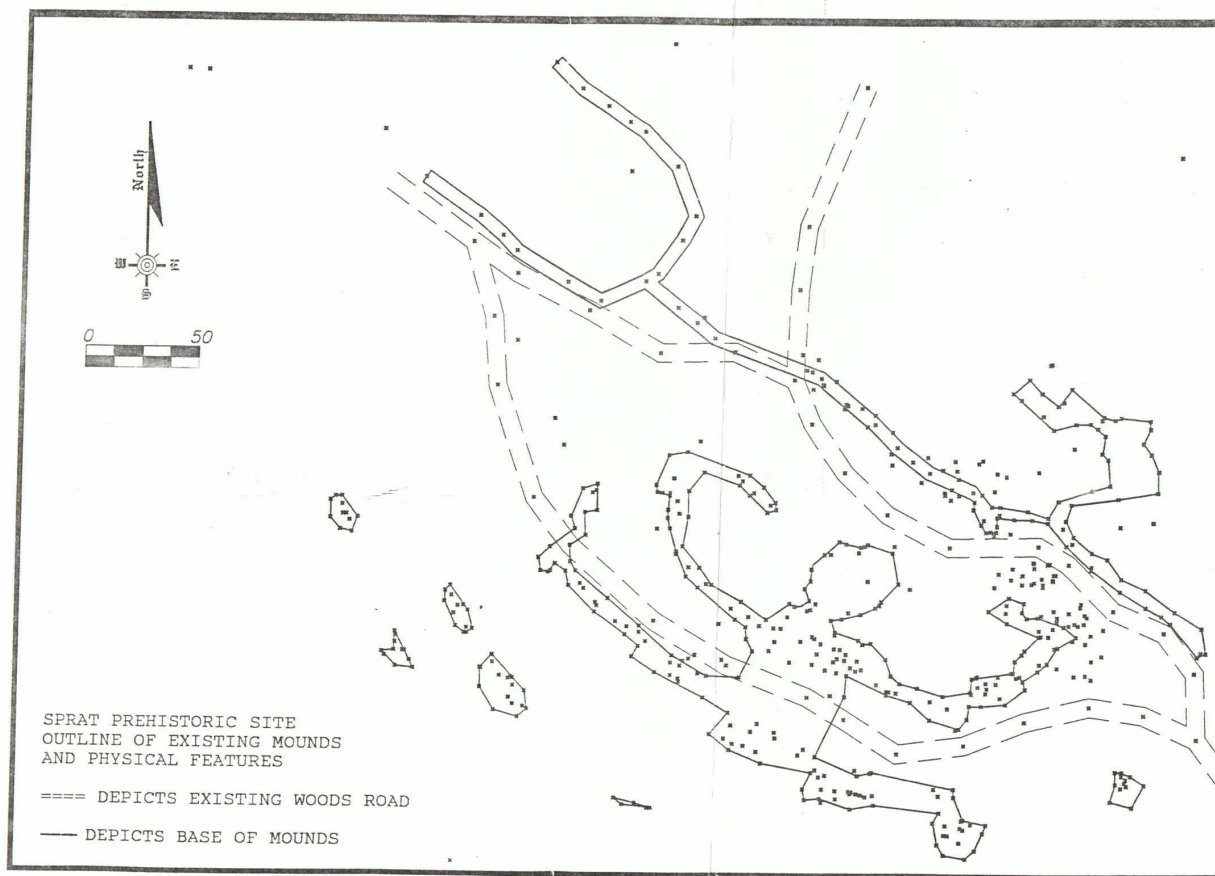 North
W E
S
0 50
SPRAT PREHISTORIC SITE
OUTLINE OF EXISTING MOUNDS
AND PHYSICAL FEATURES
==== DEPICTS EXISTING WOODS ROAD
—— DEPICTS BASE OF MOUNDS